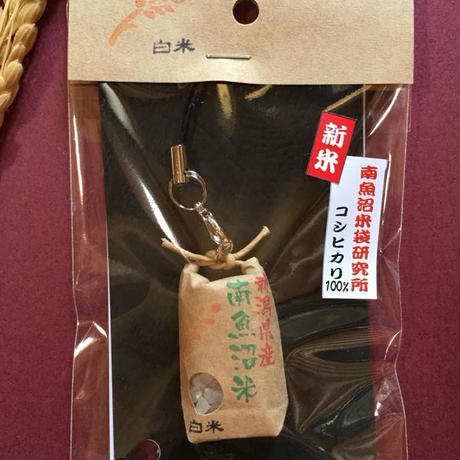 白米
新米
南魚沼米袋研究所
コシヒカリ
100%
新潟県産
南魚沼米
白米